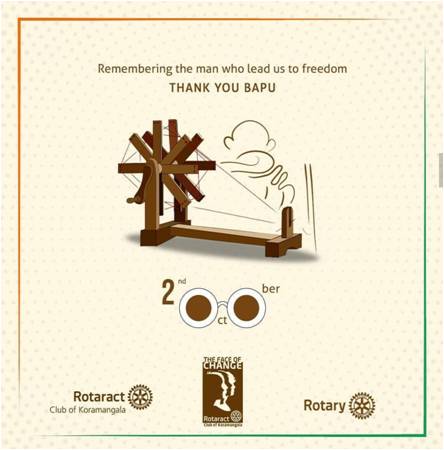 Remembering the man who lead us to freedom
THANK YOU BAPU
2nd
ct
ber
THE FACE OF
CHANGE
Rotaract
Club of Koramangala
Rotaract
Club of Koramangala
Rotary